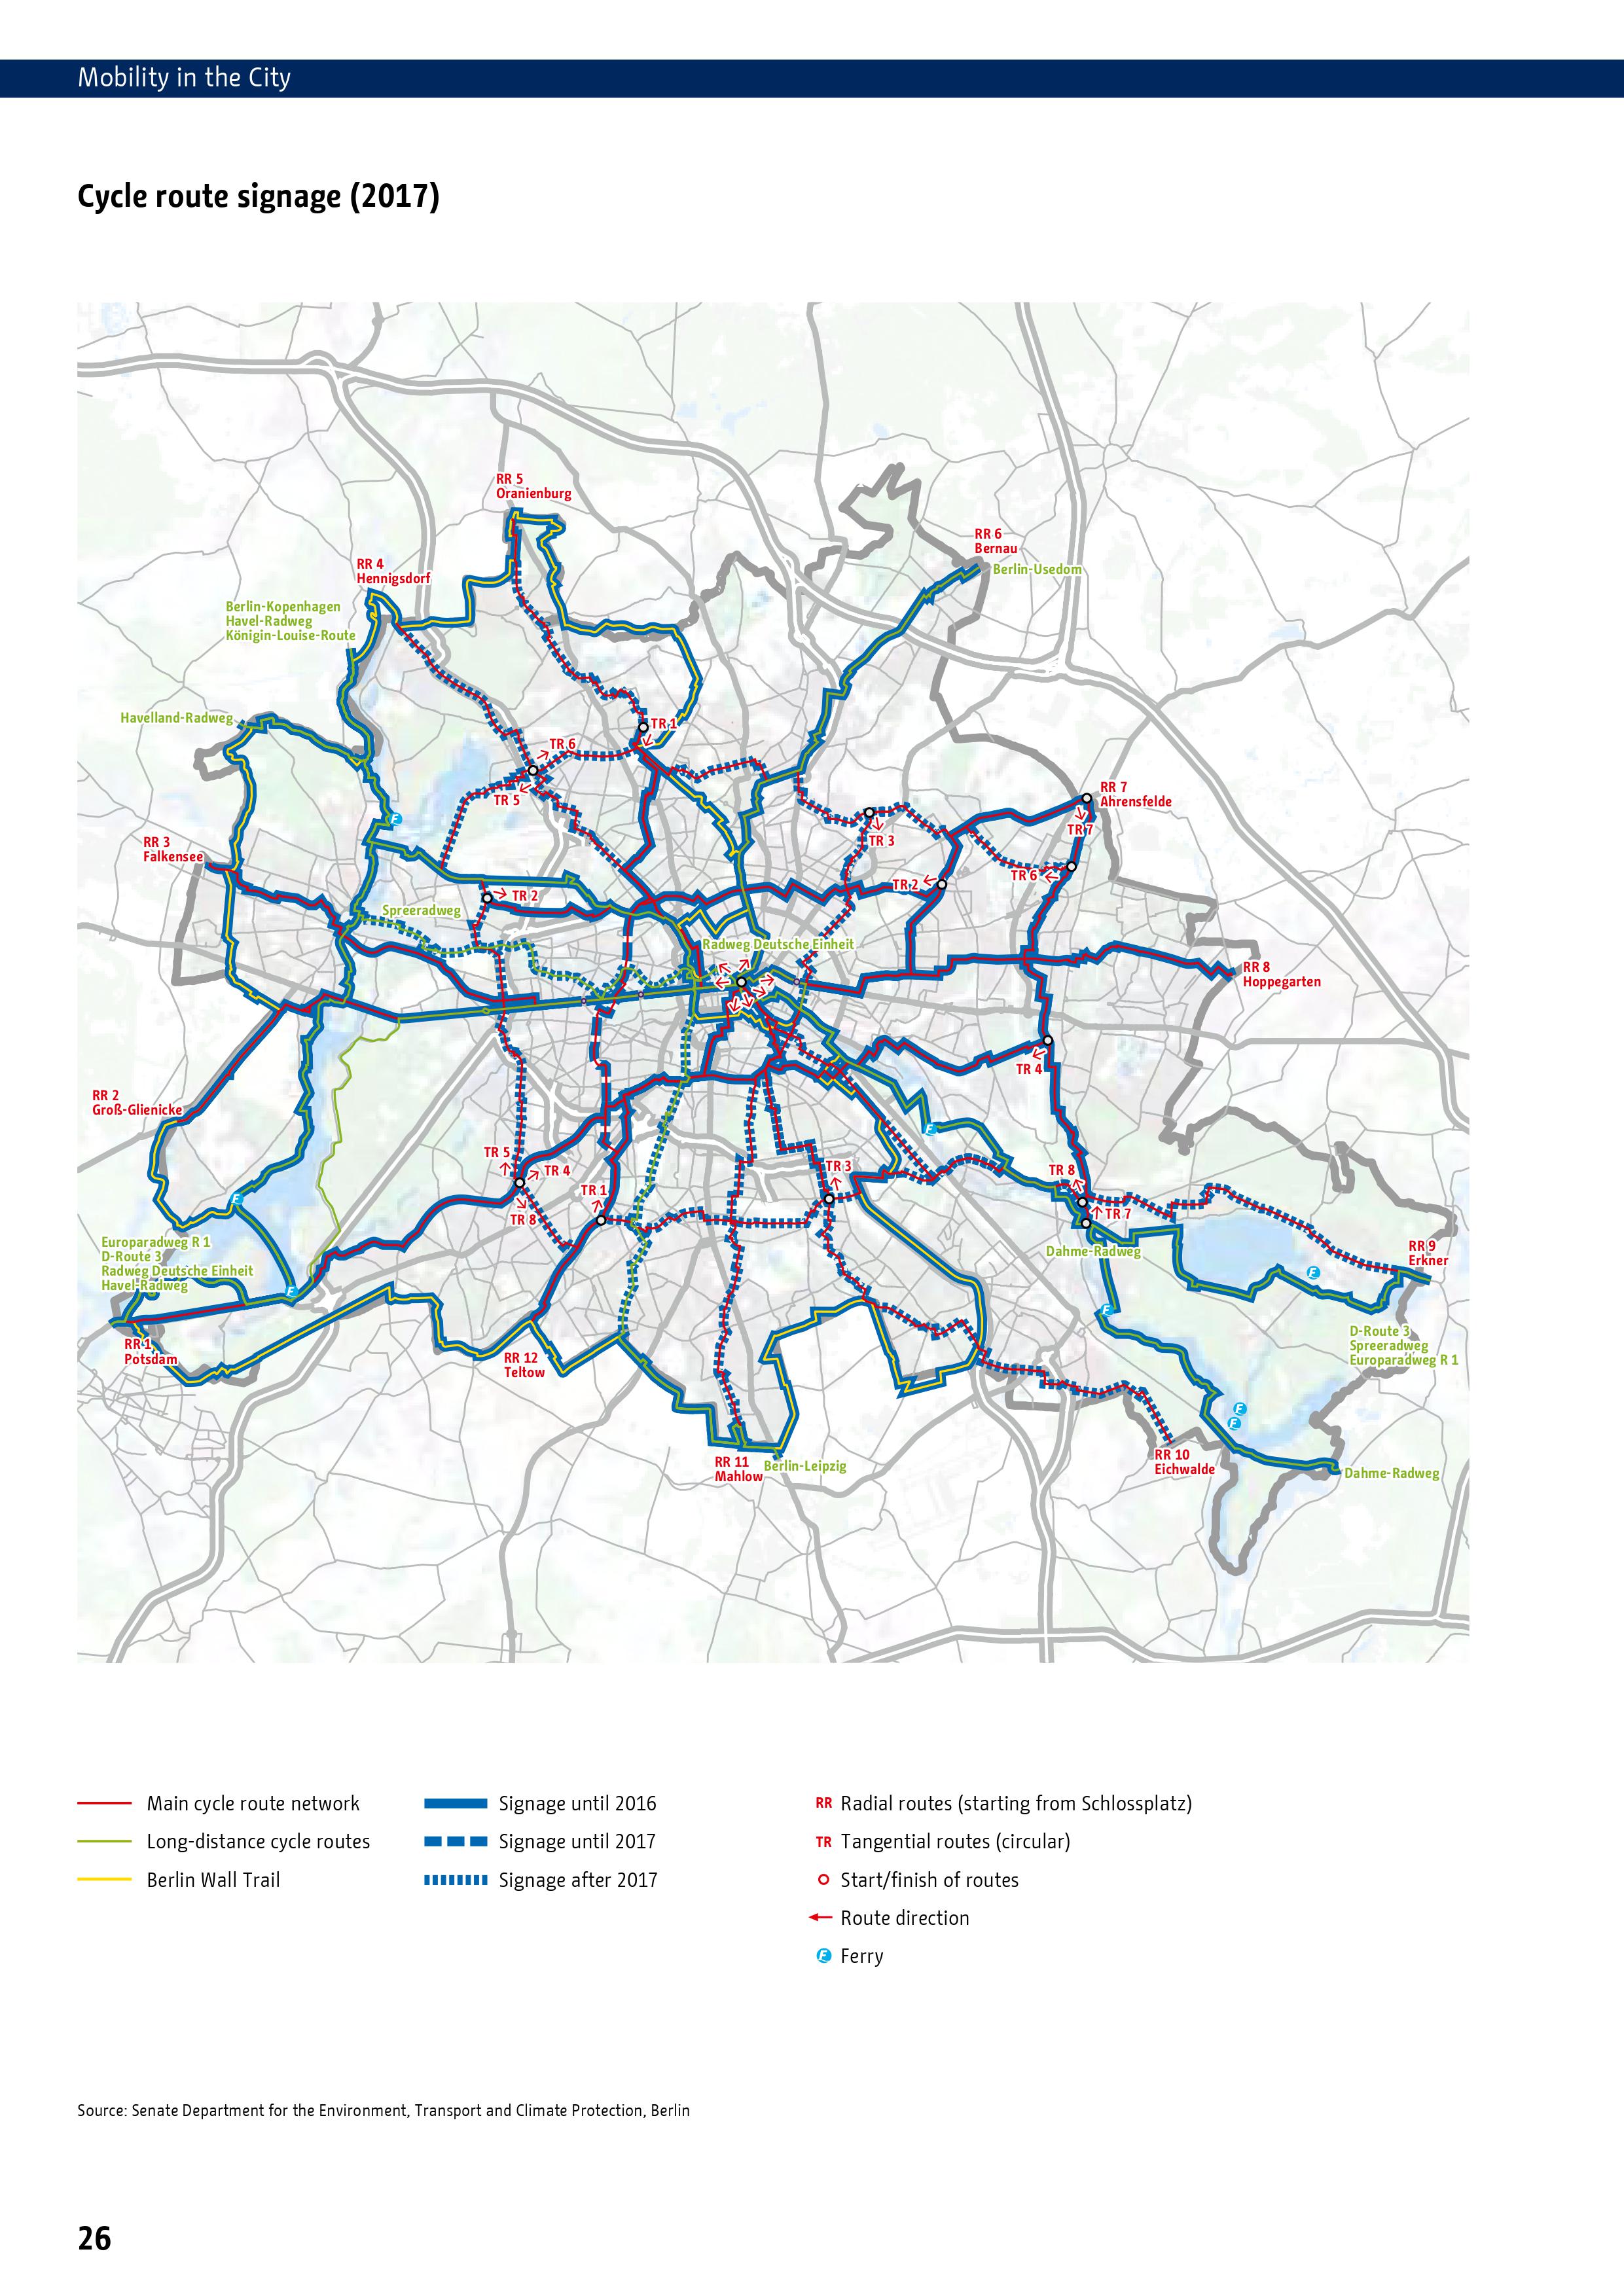 Mobility in the City
Cycle route signage (2017)
RR 5
Oranienburg
RR 6
Bernau
Berlin-Usedom
RR 4
Hennigsdorf
Berlin-Kopenhagen
Havel-Radweg
Königin-Louise-Route
Havelland-Radweg
TR 1
TR 6
TR 5
RR 7
Ahrensfelde
TR 7
F
TR 3
RR 3
Falkensee
TR 6
TR 2
TR 2
Spreeradweg
Radweg Deutsche Einheit
RR 8
Hoppegarten
TR 4
RR 2
Groß-Glienicke
F
TR 5
TR 4
TR 3
TR 8
TR 1
F
TR 8
TR 7
Europaradweg R 1
D-Route 3
Radweg Deutsche Einheit
Havel-Radweg
Dahme-Radweg
RR 9
Erkner
F
F
F
RR 1
Potsdam
RR 12
Teltow
D-Route 3
Spreeradweg
Europaradweg R 1
F
F
RR 11
Mahlow
Berlin-Leipzig
RR 10
Eichwalde
Dahme-Radweg
Main cycle route network
Long-distance cycle routes
Berlin Wall Trail
Signage until 2016
Signage until 2017
Signage after 2017
RR Radial routes (starting from Schlossplatz)
TR Tangential routes (circular)
Start/finish of routes
Route direction
F Ferry
Source: Senate Department for the Environment, Transport and Climate Protection, Berlin
26